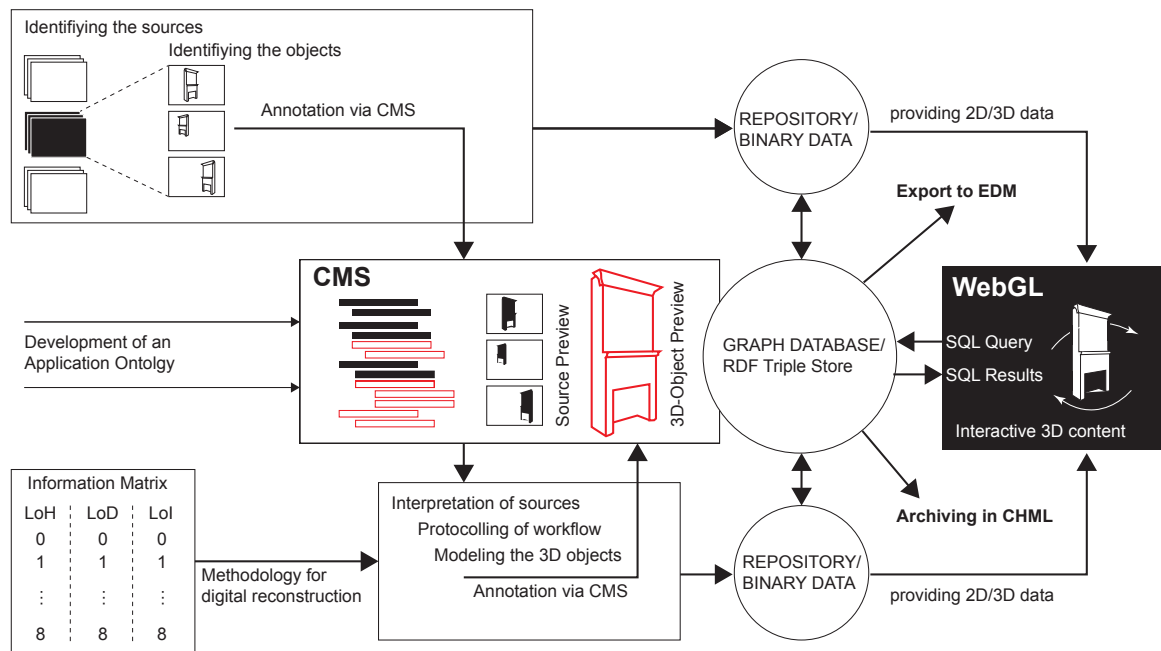 Identifiying the sources
Identifiying the objects
Annotation via CMS
REPOSITORY/
BINARY DATA
providing 2D/3D data
Export to EDM
CMS
Source Preview
3D-Object Preview
Development of an
Application Ontolgy
GRAPH DATABASE/
RDF Triple Store
WebGL
SQL Query
SQL Results
Interactive 3D content
Archiving in CHML
Information Matrix
LoH LoD LoI
0 0 0
1 1 1
⋮ ⋮ ⋮
8 8 8
Methodology for
digital reconstruction
Interpretation of sources
Protocolling of workflow
Modeling the 3D objects
Annotation via CMS
REPOSITORY/
BINARY DATA
providing 2D/3D data